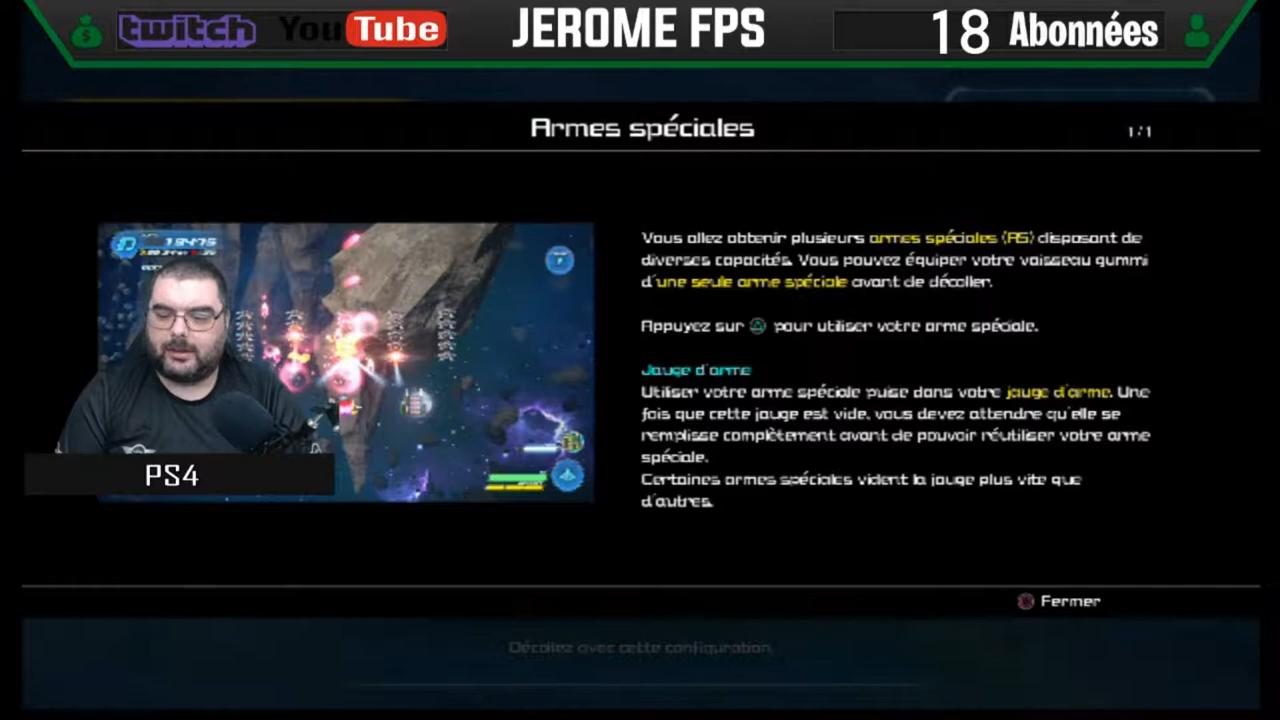 twitch YouTube JEROME FPS 18 Abonnées
Armes spéciales 1/1
Vous allez obtenir plusieurs armes spéciales (AS) disposant de
diverses capacités. Vous pouvez équiper votre vaisseau gummi
d'une seule arme spéciale avant de décoller.
Appuyez sur pour utiliser votre arme spéciale.
Jauge d'arme
Utiliser votre arme spéciale puise dans votre jauge d'arme. Une
fois que cette jauge est vide, vous devez attendre qu'elle se
remplisse complètement avant de pouvoir réutiliser votre arme
spéciale.
Certaines armes spéciales vident la jauge plus vite que
d'autres.
PS4
Fermer
Décollez avec cette configuration.